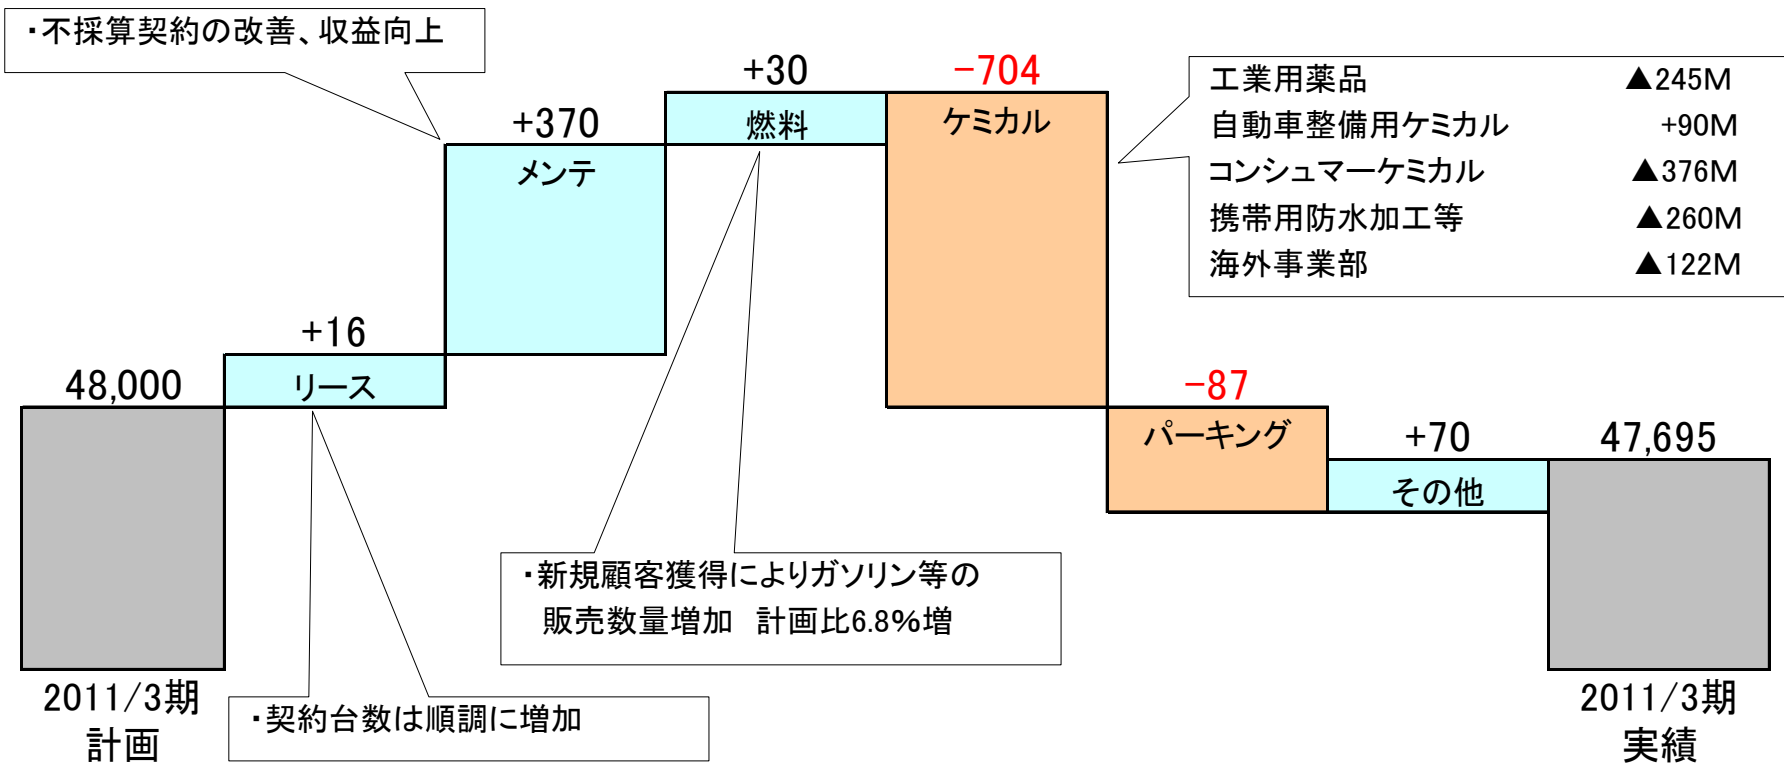 ・不採算契約の改善、収益向上
+30
-704
+370
燃料
ケミカル
メンテ
工業用薬品 ▲245M
自動車整備用ケミカル +90M
コンシュマーケミカル ▲376M
携帯用防水加工等 ▲260M
海外事業部 ▲122M
+16
48,000
リース
-87
パーキング
+70
47,695
その他
・新規顧客獲得によりガソリン等の
販売数量増加 計画比6.8%増
2011/3期
計画
・契約台数は順調に増加
2011/3期
実績